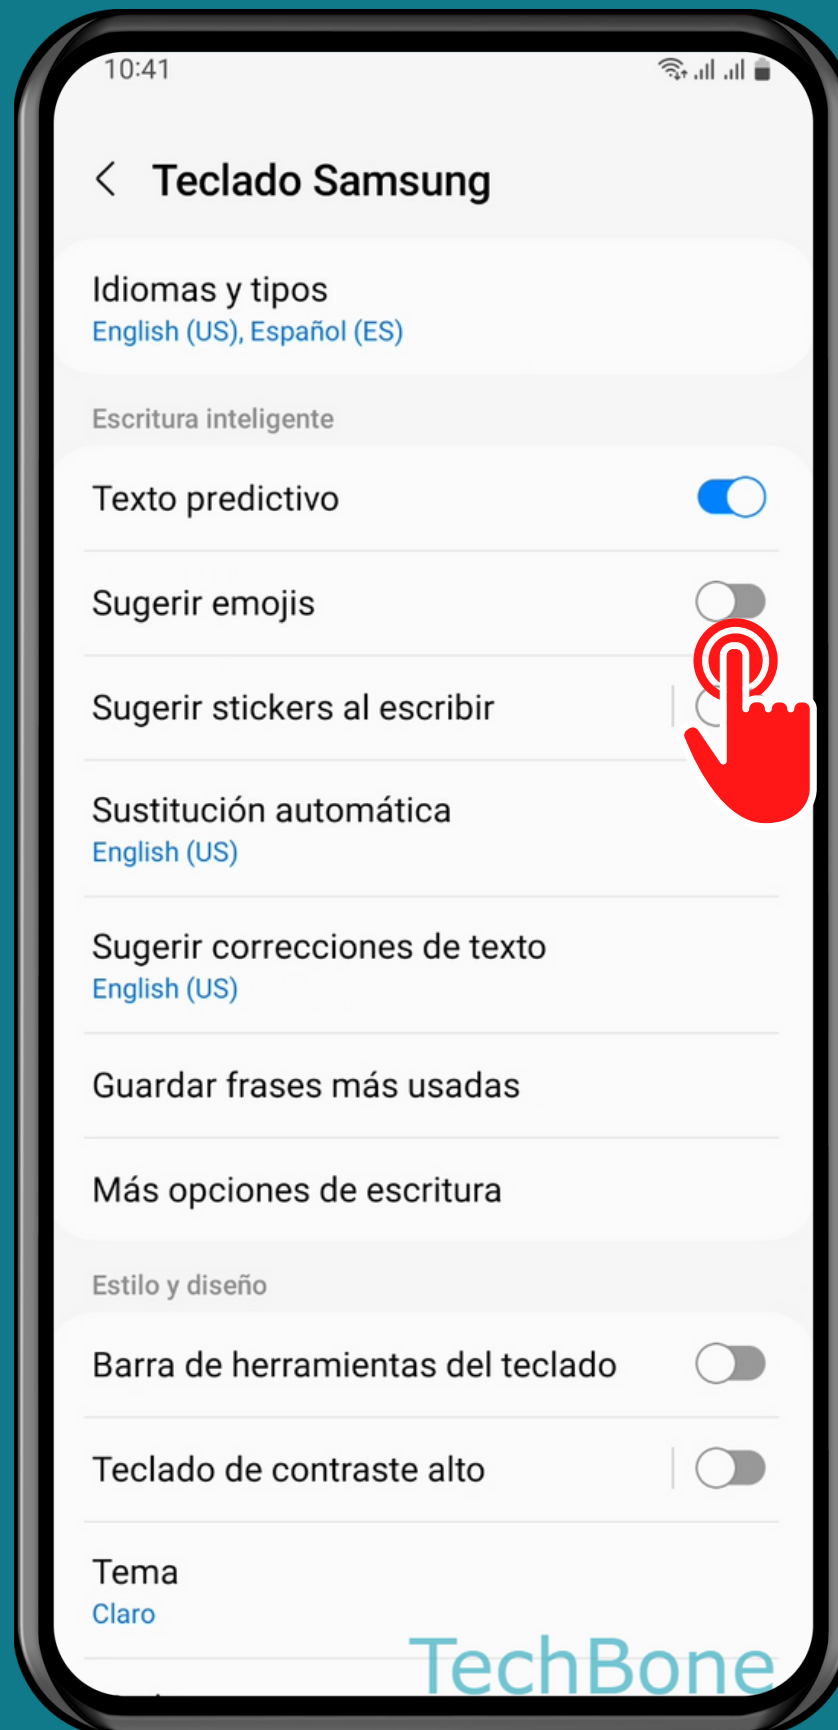 10:41
Teclado Samsung
Idiomas y tipos
English (US), Español (ES)
Escritura inteligente
Texto predictivo
Sugerir emojis
Sugerir stickers al escribir
Sustitución automática
English (US)
Sugerir correcciones de texto
English (US)
Guardar frases más usadas
Más opciones de escritura
Estilo y diseño
Barra de herramientas del teclado
Teclado de contraste alto
Tema
Claro
TechBone